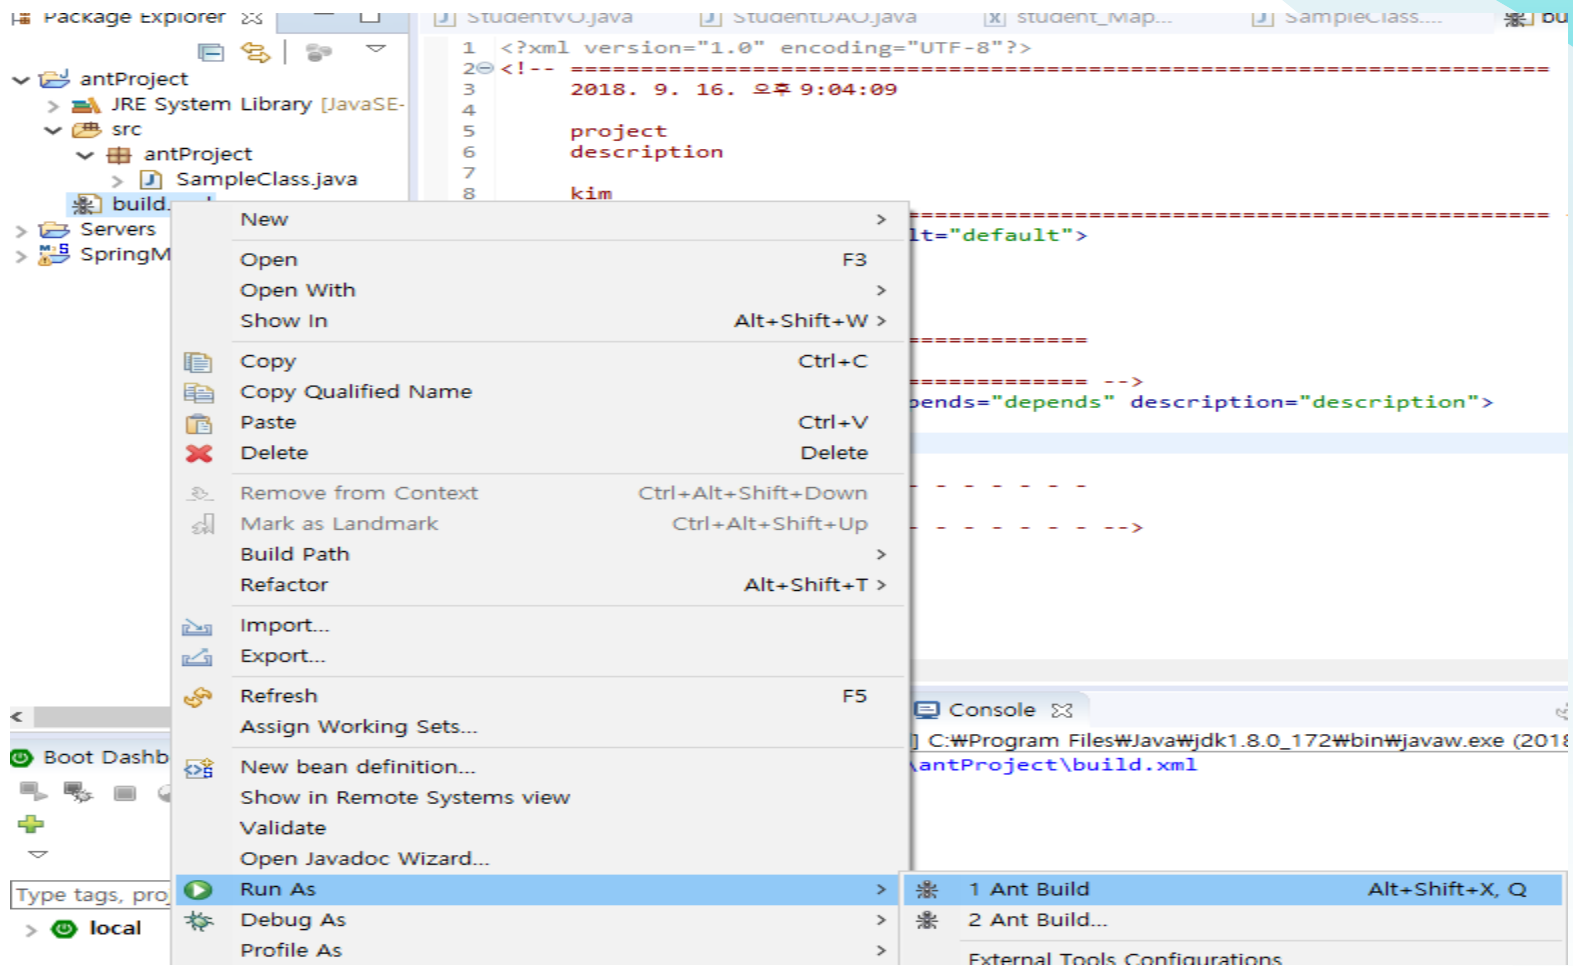 Package Explorer
StudentVO.java
StudentDAO.java
student_Map...
SampleClass....
bu
antProject
JRE System Library [JavaSE-
src
antProject
SampleClass.java
build.
Servers
SpringM
1 <?xml version="1.0" encoding="UTF-8"?>
2 <!-- ======================================================================
3 2018. 9. 16. 오후 9:04:09
4
5 project
6 description
7
8 kim
======================================================================
lt="default">
=============
============= -->
pends="depends" description="description">
- - - - - - -
- - - - - - - -->
New >
Open F3
Open With >
Show In Alt+Shift+W >
Copy Ctrl+C
Copy Qualified Name
Paste Ctrl+V
Delete Delete
Remove from Context Ctrl+Alt+Shift+Down
Mark as Landmark Ctrl+Alt+Shift+Up
Build Path >
Refactor Alt+Shift+T >
Import...
Export...
Refresh F5
Assign Working Sets...
New bean definition...
Show in Remote Systems view
Validate
Open Javadoc Wizard...
Run As >
Debug As >
Profile As >
1 Ant Build Alt+Shift+X, Q
2 Ant Build...
External Tools Configurations
Console
] C:₩Program Files₩Java₩jdk1.8.0_172₩bin₩javaw.exe (2018
\antProject\build.xml
Boot Dashb
Type tags, pro
local